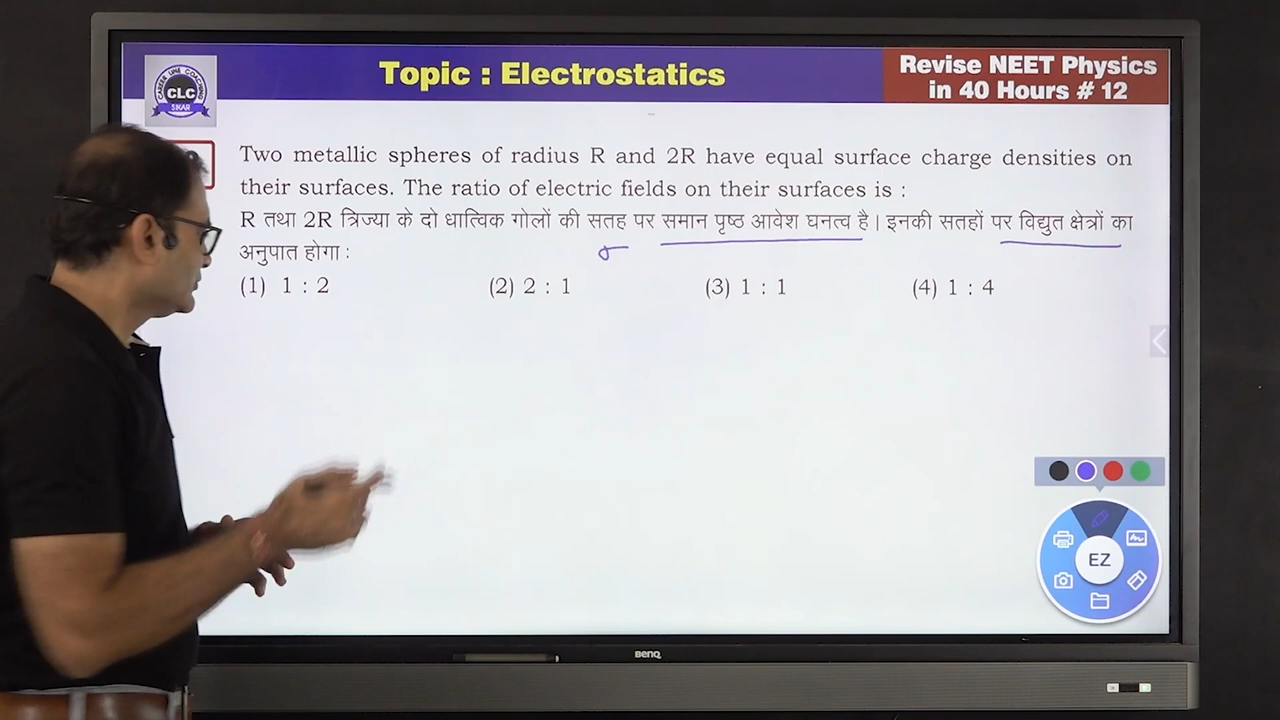 Topic : Electrostatics
Revise NEET Physics
in 40 Hours # 12
CAREER LINE COACHING
CLC
SIKAR
Two metallic spheres of radius R and 2R have equal surface charge densities on
their surfaces. The ratio of electric fields on their surfaces is :
R तथा 2R त्रिज्या के दो धात्विक गोलों की सतह पर समान पृष्ठ आवेश घनत्व है। इनकी सतहों पर विद्युत क्षेत्रों का
अनुपात होगा :
σ
(1) 1 : 2 (2) 2 : 1 (3) 1 : 1 (4) 1 : 4
EZ
BenQ